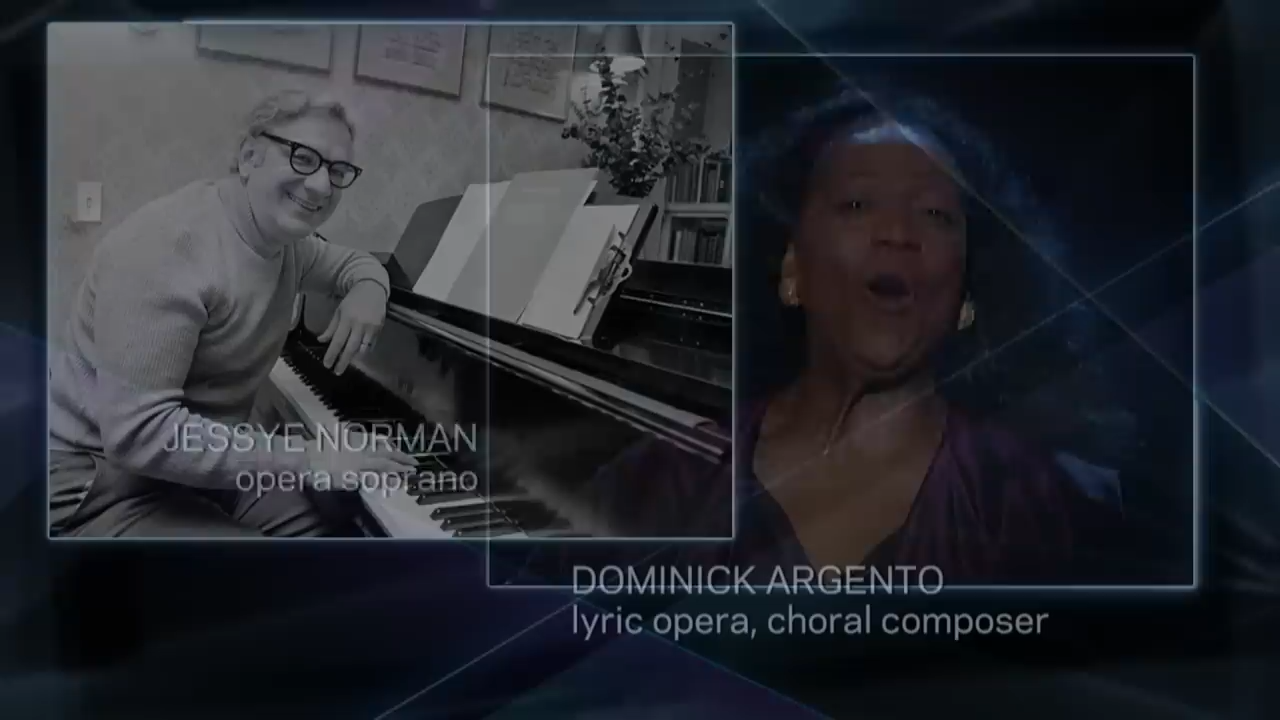 JESSYE NORMAN
opera soprano
DOMINICK ARGENTO
lyric opera, choral composer